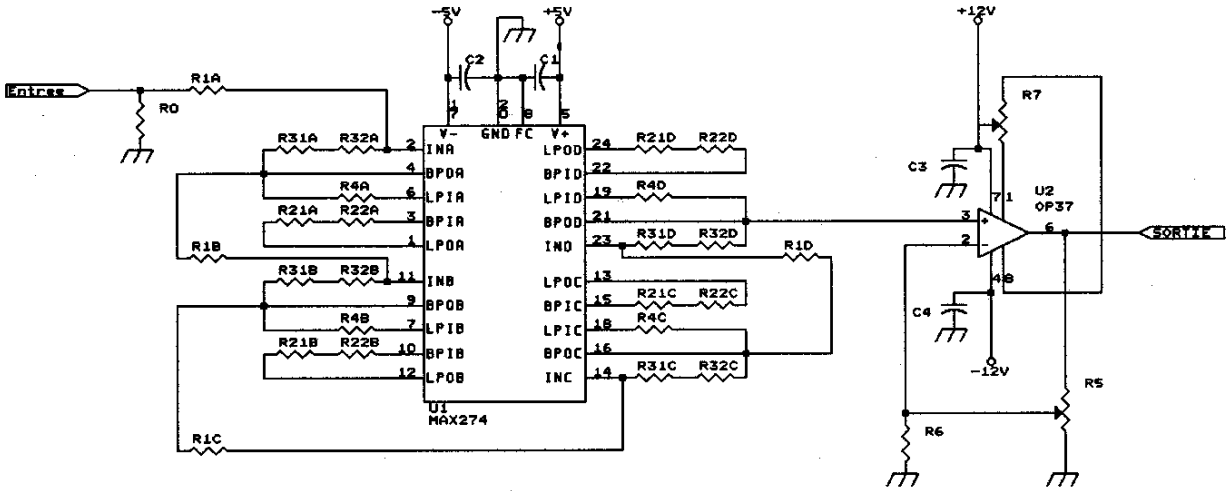 -5V +5V +12V
C2 C1
Entree R1A R0 R7
17 20 8 5
V- GND FC V+
R31A R32A 2 INA LPOD 24 R21D R22D
4 BPOA BPID 22 C3
R4A 6 LPIA LPID 19 R4D U2
R21A R22A 3 BPIA BPOD 21 7 1 OP37
3 + 6 SORTIE
1 LPOA IND 23 R31D R32D 2 -
R1B R1D
R31B R32B 11 INB LPOC 13 4 8
9 BPOB BPIC 15 R21C R22C
R4B 7 LPIB LPIC 18 R4C C4
R21B R22B 10 BPIB BPOC 16
12 LPOB INC 14 R31C R32C -12V
R5
U1
MAX274
R1C R6